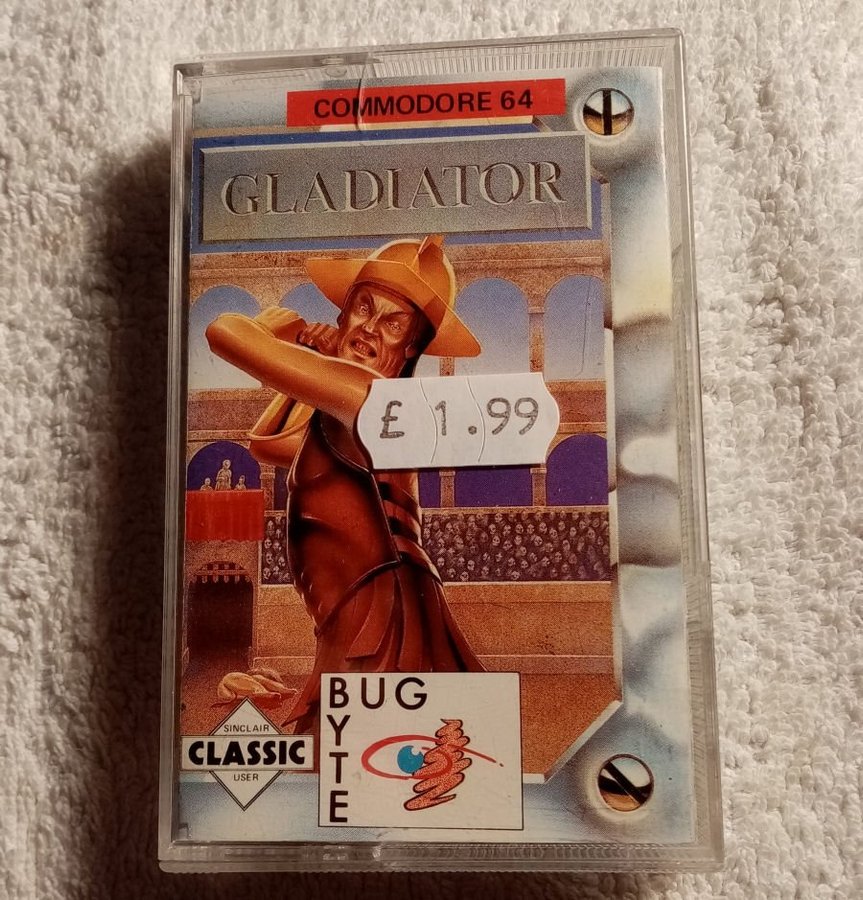 COMMODORE 64
GLADIATOR
£ 1.99
SINCLAIR
CLASSIC
USER
BUG
BYTE